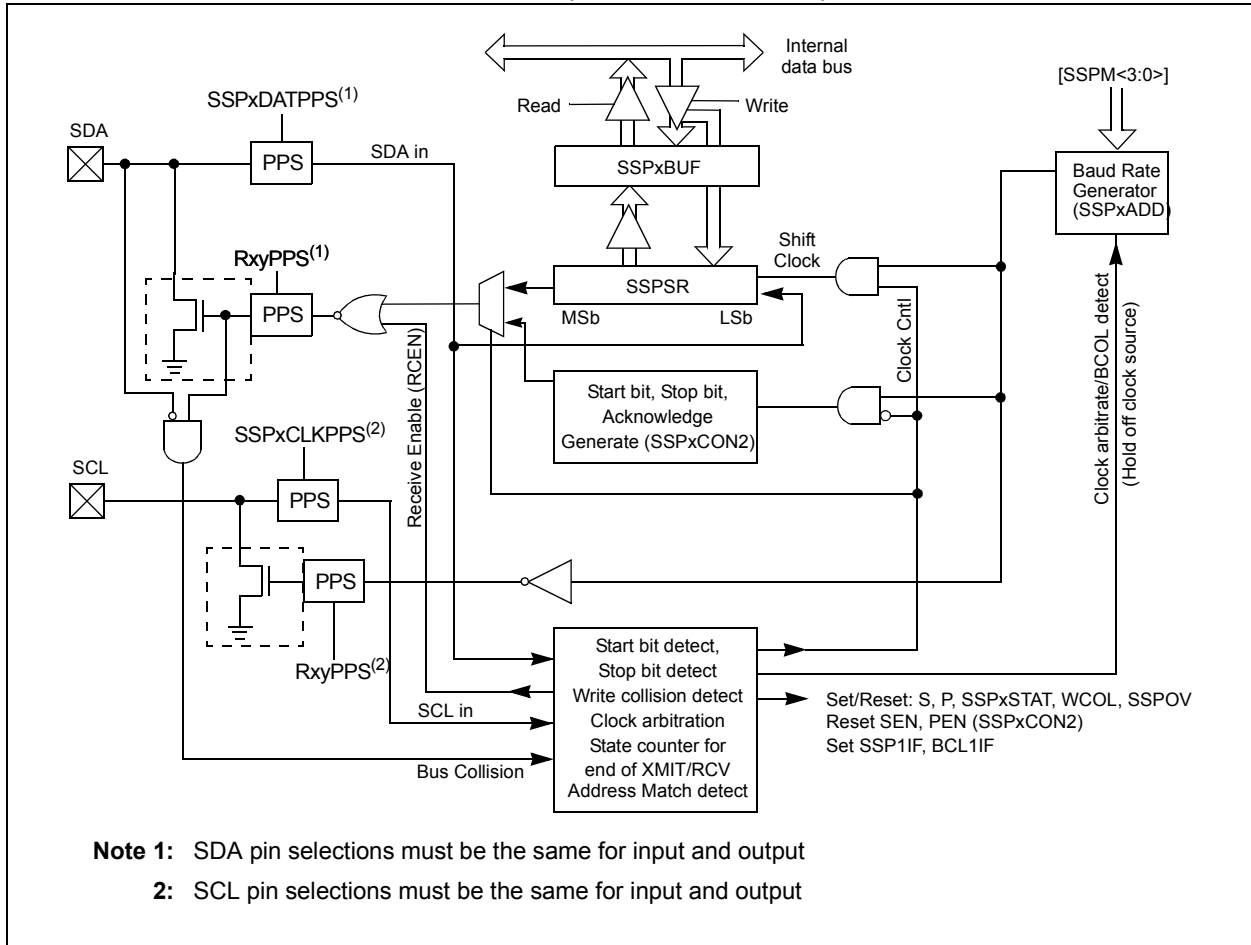 Internal
data bus
[SSPM<3:0>]
SSPxDATPPS(1)
Read
Write
SDA
PPS
SDA in
SSPxBUF
Baud Rate
Generator
(SSPxADD)
RxyPPS(1)
Shift
Clock
PPS
SSPSR
MSb
LSb
Receive Enable (RCEN)
Clock Cntl
Clock arbitrate/BCOL detect
(Hold off clock source)
Start bit, Stop bit,
Acknowledge
Generate (SSPxCON2)
SSPxCLKPPS(2)
SCL
PPS
PPS
RxyPPS(2)
SCL in
Bus Collision
Start bit detect,
Stop bit detect
Write collision detect
Clock arbitration
State counter for
end of XMIT/RCV
Address Match detect
Set/Reset: S, P, SSPxSTAT, WCOL, SSPOV
Reset SEN, PEN (SSPxCON2)
Set SSP1IF, BCL1IF
Note 1: SDA pin selections must be the same for input and output
2: SCL pin selections must be the same for input and output